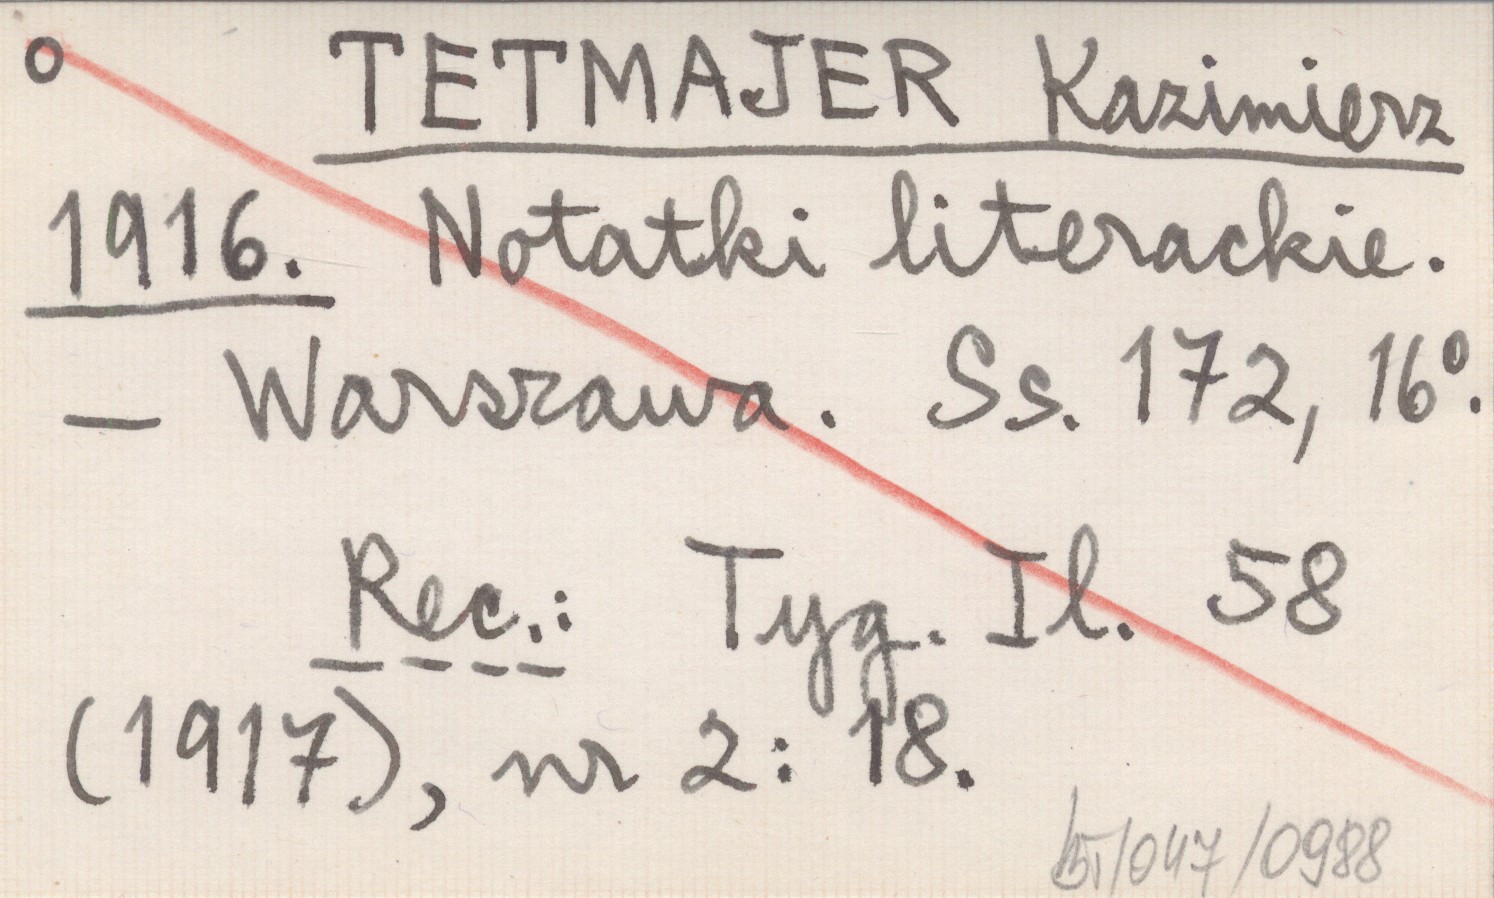 o TETMAJER Kazimierz
1916. Notatki literackie.
— Warszawa. Ss. 172, 16°.
Rec.: Tyg. Il. 58
(1917), nr 2: 18.
/047/0988